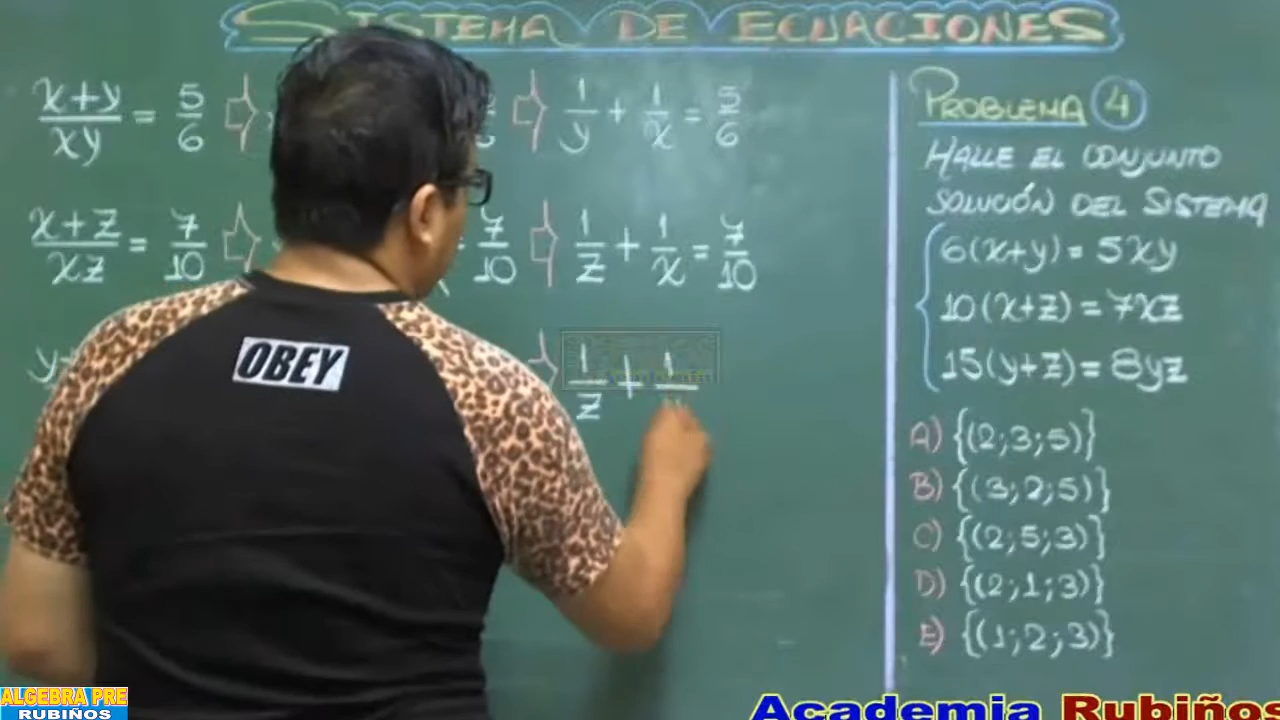 SISTEMA DE ECUACIONES
x+y/xy = 5/6 ⇨ 1/y + 1/x = 5/6
x+z/xz = 7/10 ⇨ 7/10 ⇨ 1/z + 1/x = 7/10
1/z + 1/
OBEY
PROBLEMA 4
HALLE EL CONJUNTO
SOLUCIÓN DEL SISTEMA
6(x+y) = 5xy
10(x+z) = 7xz
15(y+z) = 8yz
A) {(2;3;5)}
B) {(3;2;5)}
C) {(2;5;3)}
D) {(2;1;3)}
E) {(1;2;3)}
ALGEBRA PRE
RUBIÑOS
Academia Rubiños